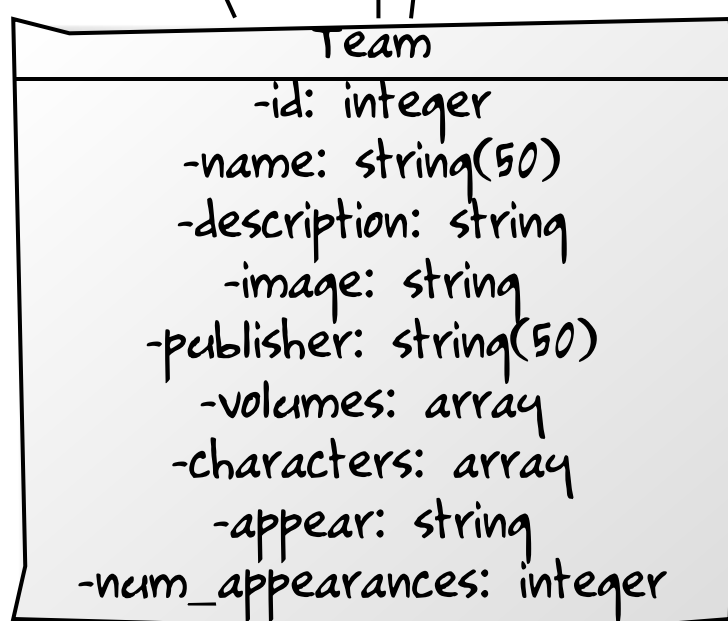 Team
-id: integer
-name: string(50)
-description: string
-image: string
-publisher: string(50)
-volumes: array
-characters: array
-appear: string
-num_appearances: integer